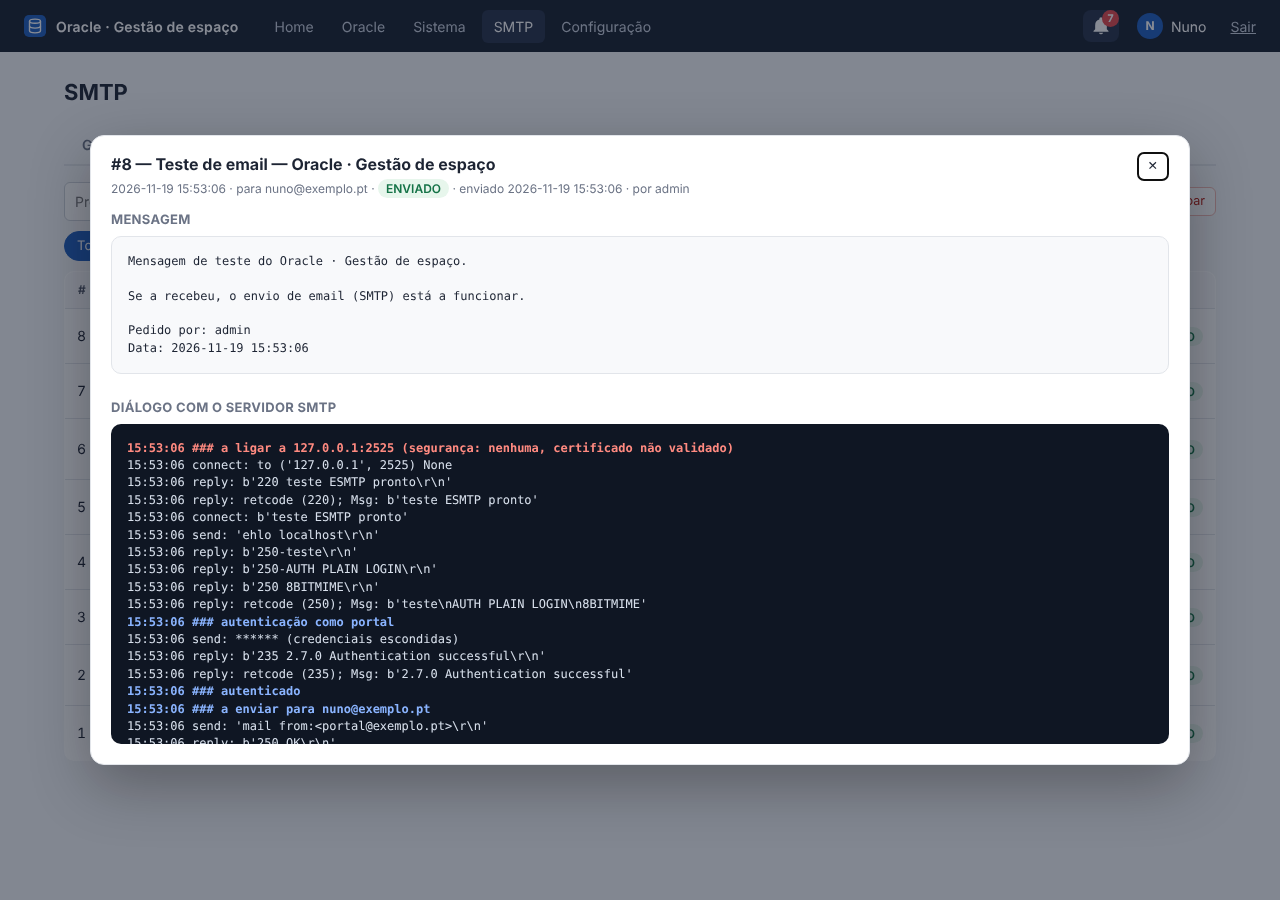 Oracle · Gestão de espaço Home Oracle Sistema SMTP Configuração 7 N Nuno Sair
SMTP
#8 — Teste de email — Oracle · Gestão de espaço ×
2026-11-19 15:53:06 · para nuno@exemplo.pt · ENVIADO · enviado 2026-11-19 15:53:06 · por admin
MENSAGEM
Mensagem de teste do Oracle · Gestão de espaço.
Se a recebeu, o envio de email (SMTP) está a funcionar.
Pedido por: admin
Data: 2026-11-19 15:53:06
DIÁLOGO COM O SERVIDOR SMTP
15:53:06 ### a ligar a 127.0.0.1:2525 (segurança: nenhuma, certificado não validado)
15:53:06 connect: to ('127.0.0.1', 2525) None
15:53:06 reply: b'220 teste ESMTP pronto\r\n'
15:53:06 reply: retcode (220); Msg: b'teste ESMTP pronto'
15:53:06 connect: b'teste ESMTP pronto'
15:53:06 send: 'ehlo localhost\r\n'
15:53:06 reply: b'250-teste\r\n'
15:53:06 reply: b'250-AUTH PLAIN LOGIN\r\n'
15:53:06 reply: b'250 8BITMIME\r\n'
15:53:06 reply: retcode (250); Msg: b'teste\nAUTH PLAIN LOGIN\n8BITMIME'
15:53:06 ### autenticação como portal
15:53:06 send: ****** (credenciais escondidas)
15:53:06 reply: b'235 2.7.0 Authentication successful\r\n'
15:53:06 reply: retcode (235); Msg: b'2.7.0 Authentication successful'
15:53:06 ### autenticado
15:53:06 ### a enviar para nuno@exemplo.pt
15:53:06 send: 'mail from:<portal@exemplo.pt>\r\n'
15:53:06 reply: b'250 OK\r\n'
#
8
7
6
5
4
3
2
1